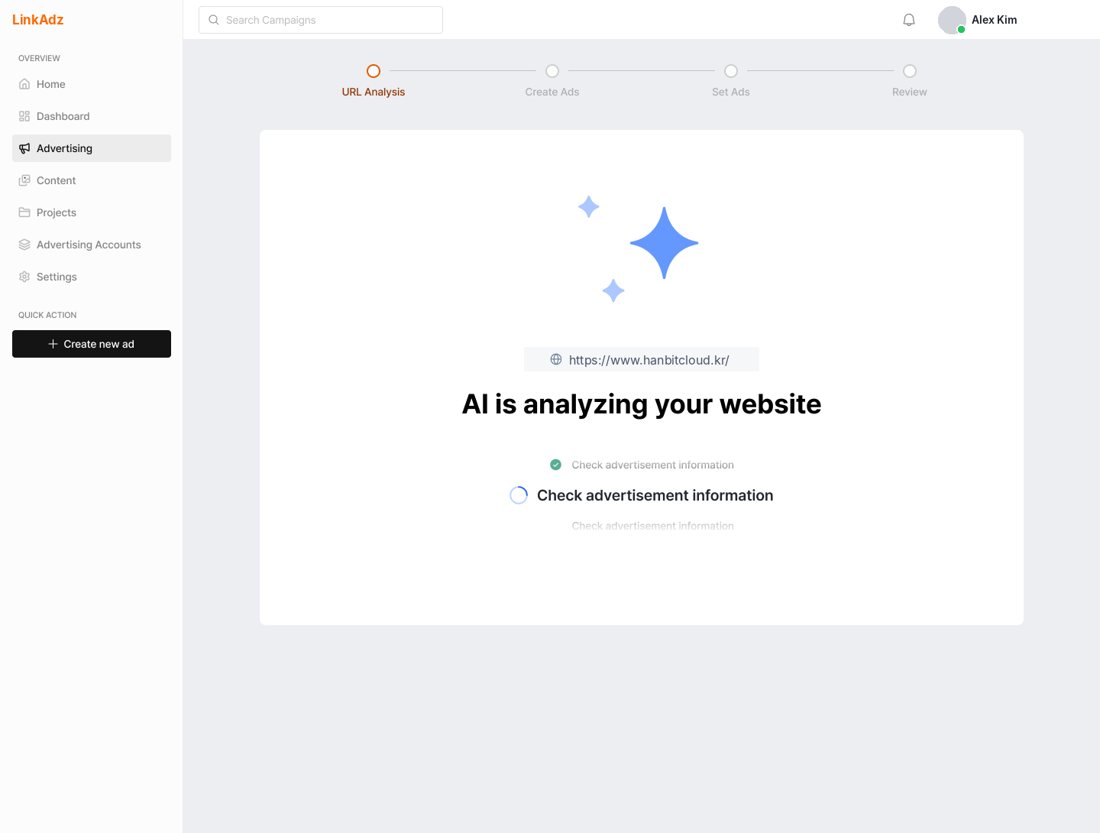 LinkAdz
Search Campaigns
Alex Kim
OVERVIEW
Home
Dashboard
Advertising
Content
Projects
Advertising Accounts
Settings
QUICK ACTION
Create new ad
URL Analysis
Create Ads
Set Ads
Review
https://www.hanbitcloud.kr/
AI is analyzing your website
Check advertisement information
Check advertisement information
Check advertisement information